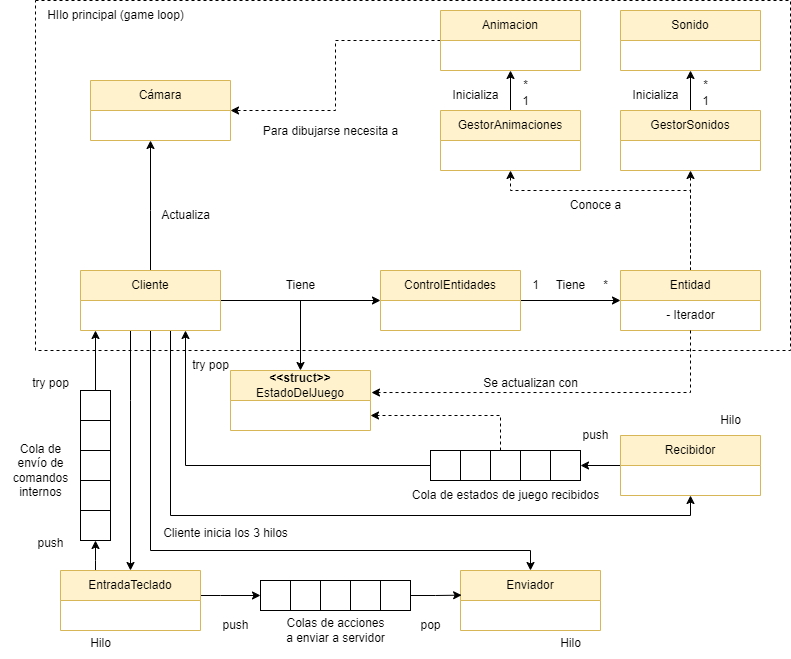 HIlo principal (game loop)
Animacion
Sonido
Cámara
Inicializa
*
1
Inicializa
*
1
Para dibujarse necesita a
GestorAnimaciones
GestorSonidos
Actualiza
Conoce a
Cliente
Tiene
ControlEntidades
1
Tiene
*
Entidad
- Iterador
try pop
try pop
<<struct>>
EstadoDelJuego
Se actualizan con
Hilo
push
Recibidor
Cola de
envío de
comandos
internos
Cola de estados de juego recibidos
push
Cliente inicia los 3 hilos
EntradaTeclado
Enviador
push
Colas de acciones
a enviar a servidor
pop
Hilo
Hilo